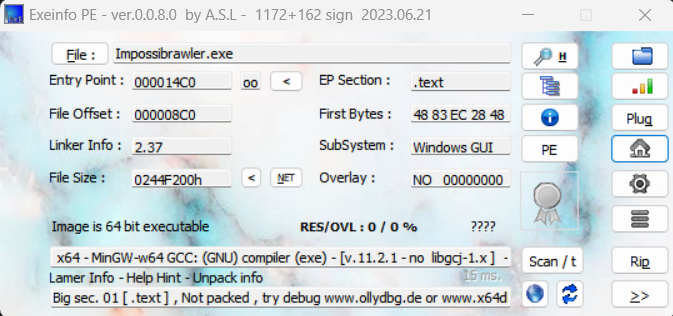 Exeinfo PE - ver.0.0.8.0 by A.S.L - 1172+162 sign 2023.06.21
File : Impossibrawler.exe H
Entry Point : 000014C0 oo < EP Section : .text
File Offset : 000008C0 First Bytes : 48 83 EC 28 48 Plug
Linker Info : 2.37 SubSystem : Windows GUI PE
File Size : 0244F200h < NET Overlay : NO 00000000
Image is 64 bit executable RES/OVL : 0 / 0 % ????
x64 - MinGW-w64 GCC: (GNU) compiler (exe) - [v.11.2.1 - no libgcj-1.x ] - Scan / t Rip
Lamer Info - Help Hint - Unpack info 15 ms.
Big sec. 01 [ .text ] , Not packed , try debug www.ollydbg.de or www.x64d >>